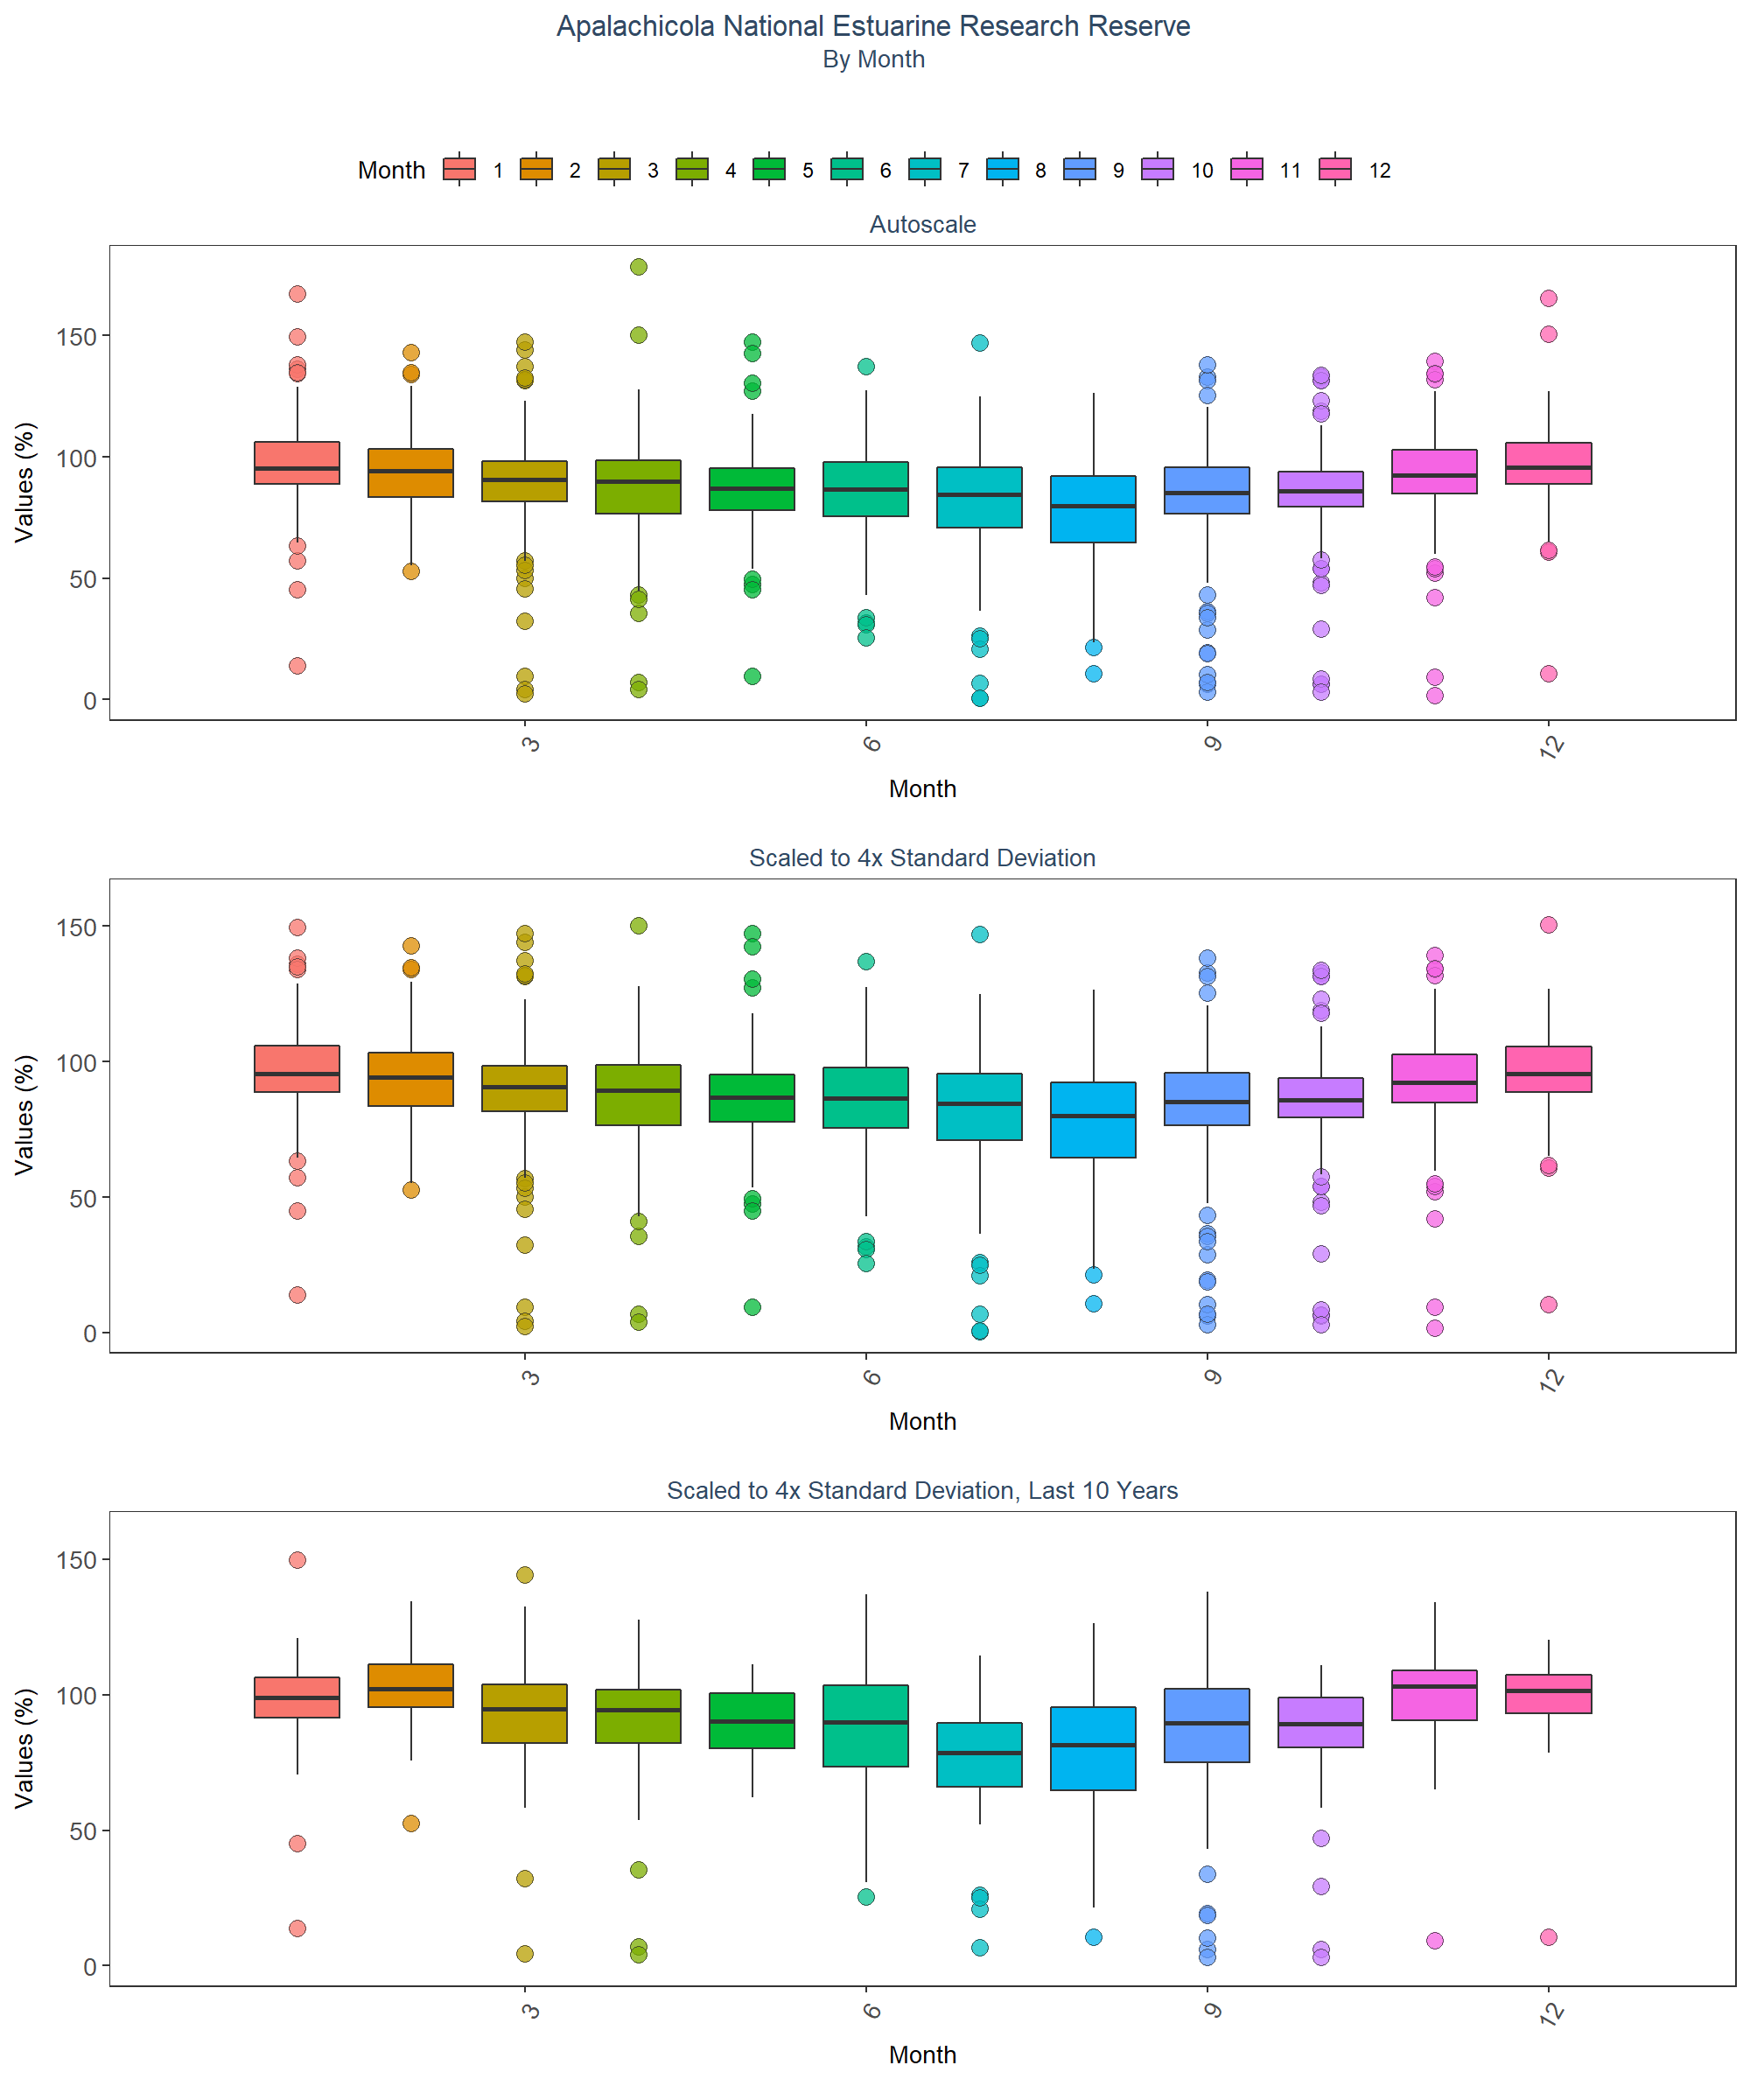 Apalachicola National Estuarine Research Reserve
By Month
Month 1 2 3 4 5 6 7 8 9 10 11 12
Autoscale
Values (%)
150
100
50
0
3 6 9 12
Month
Scaled to 4x Standard Deviation
Values (%)
150
100
50
0
3 6 9 12
Month
Scaled to 4x Standard Deviation, Last 10 Years
Values (%)
150
100
50
0
3 6 9 12
Month